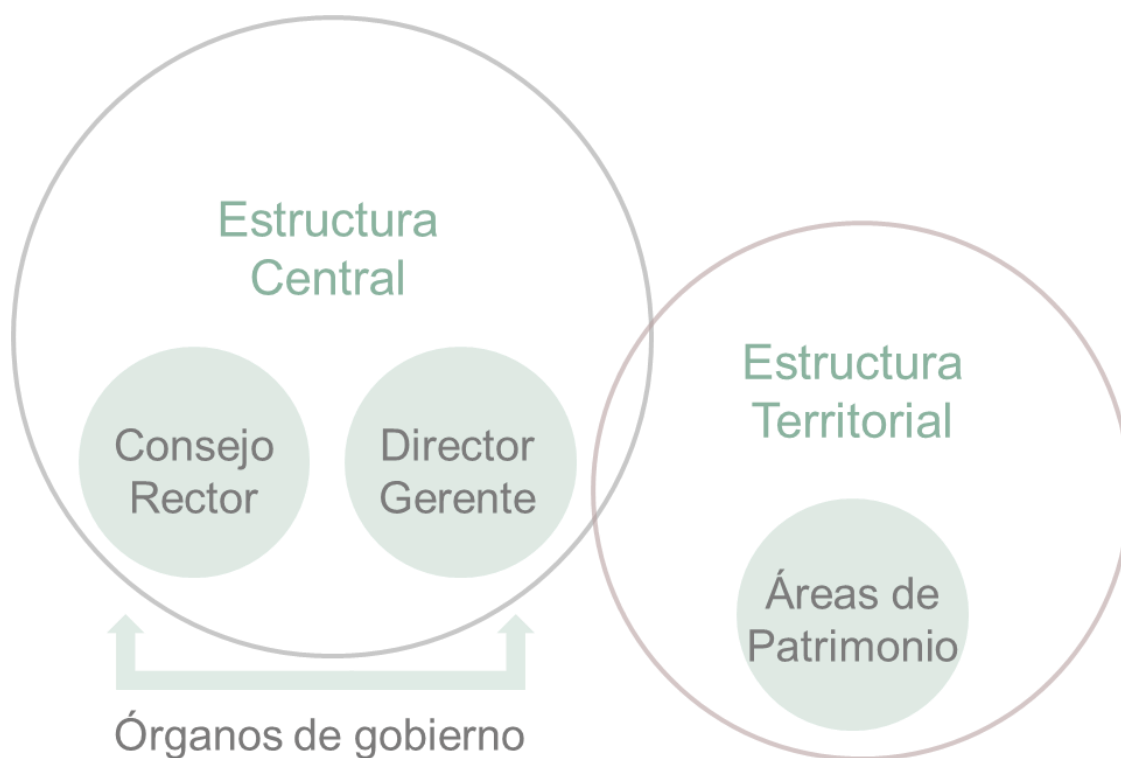 Estructura
Central
Consejo
Rector
Director
Gerente
Órganos de gobierno
Estructura
Territorial
Áreas de
Patrimonio